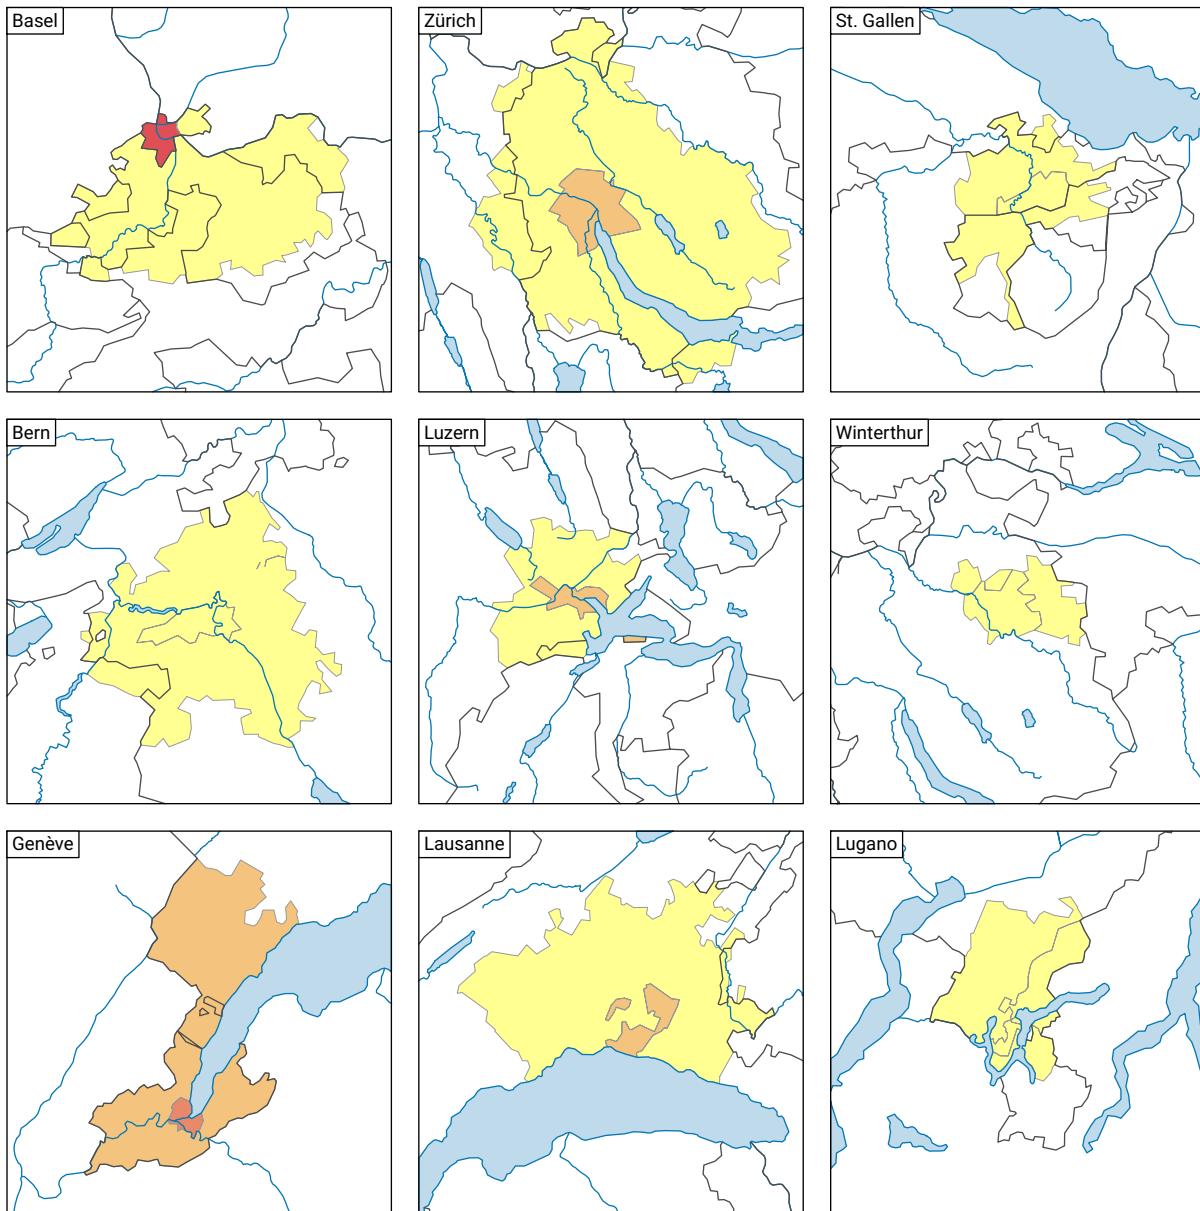 Basel
Zürich
St. Gallen
Bern
Luzern
Winterthur
Genève
Lausanne
Lugano